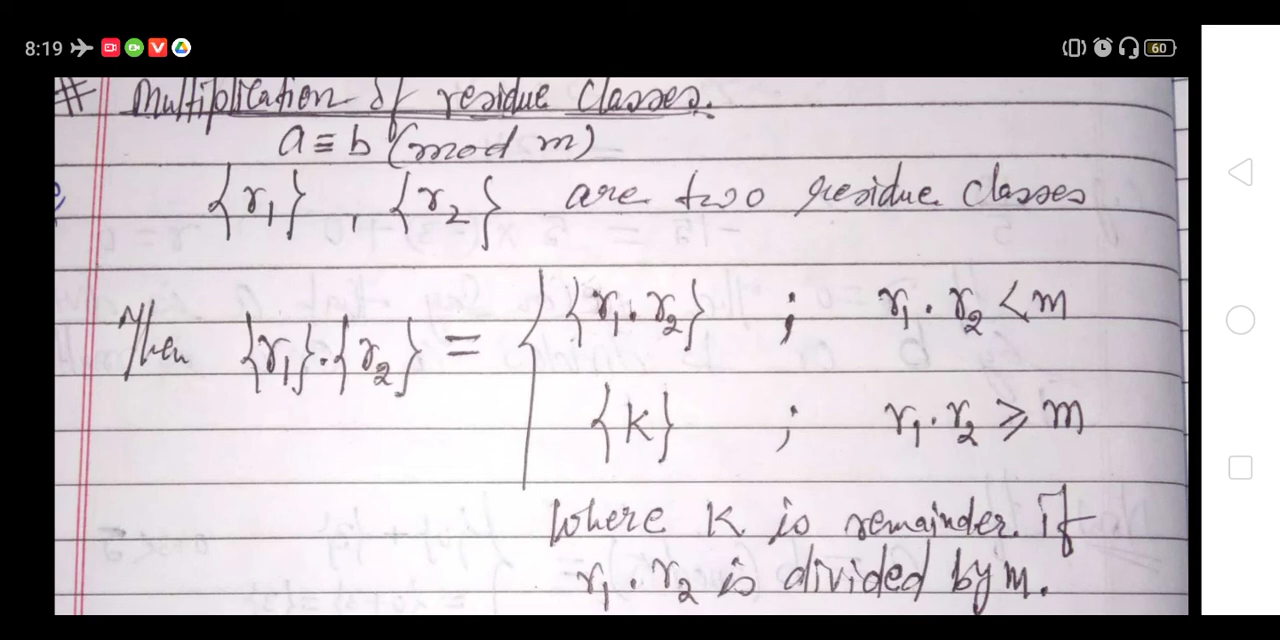 8:19
60
# Multiplication of residue classes.
a ≡ b (mod m)
{r₁} , {r₂} are two residue classes
Then {r₁}.{r₂} = { {r₁.r₂} ; r₁.r₂ < m
{k} ; r₁.r₂ ⩾ m
Where K is remainder. if
r₁.r₂ is divided by m.